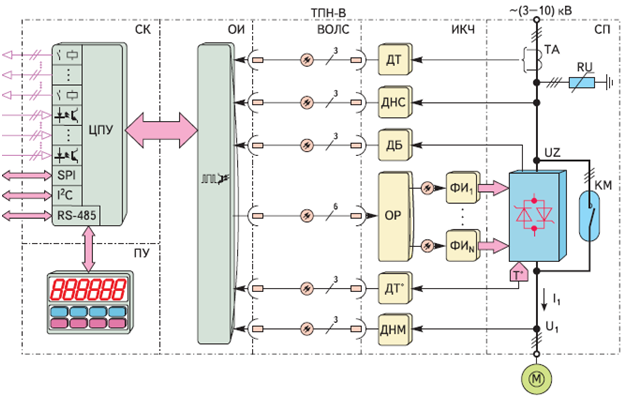 ТПН-В
~(3–10) кВ
СК
ОИ
ВОЛС
ИКЧ
СП
ТА
3
ДТ
RU
3
ДНС
ЦПУ
3
ДБ
UZ
SPI
I²C
RS-485
6
ОР
ФИ₁
ФИN
КМ
ПУ
888888
3
ДТ°
Т°
I₁
3
ДНМ
U₁
М